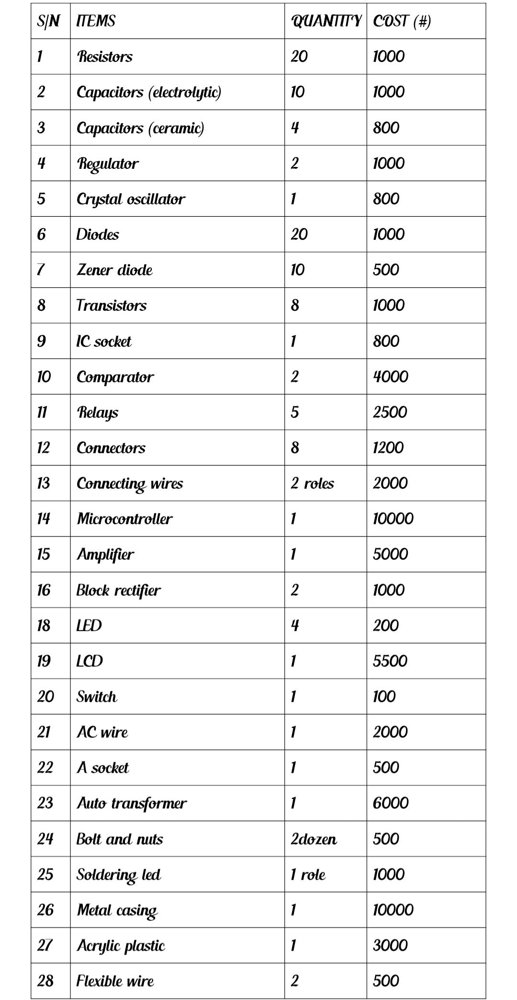 S/N ITEMS QUANTITY COST (#)
1 Resistors 20 1000
2 Capacitors (electrolytic) 10 1000
3 Capacitors (ceramic) 4 800
4 Regulator 2 1000
5 Crystal oscillator 1 800
6 Diodes 20 1000
7 Zener diode 10 500
8 Transistors 8 1000
9 IC socket 1 800
10 Comparator 2 4000
11 Relays 5 2500
12 Connectors 8 1200
13 Connecting wires 2 roles 2000
14 Microcontroller 1 10000
15 Amplifier 1 5000
16 Block rectifier 2 1000
18 LED 4 200
19 LCD 1 5500
20 Switch 1 100
21 AC wire 1 2000
22 A socket 1 500
23 Auto transformer 1 6000
24 Bolt and nuts 2dozen 500
25 Soldering led 1 role 1000
26 Metal casing 1 10000
27 Acrylic plastic 1 3000
28 Flexible wire 2 500